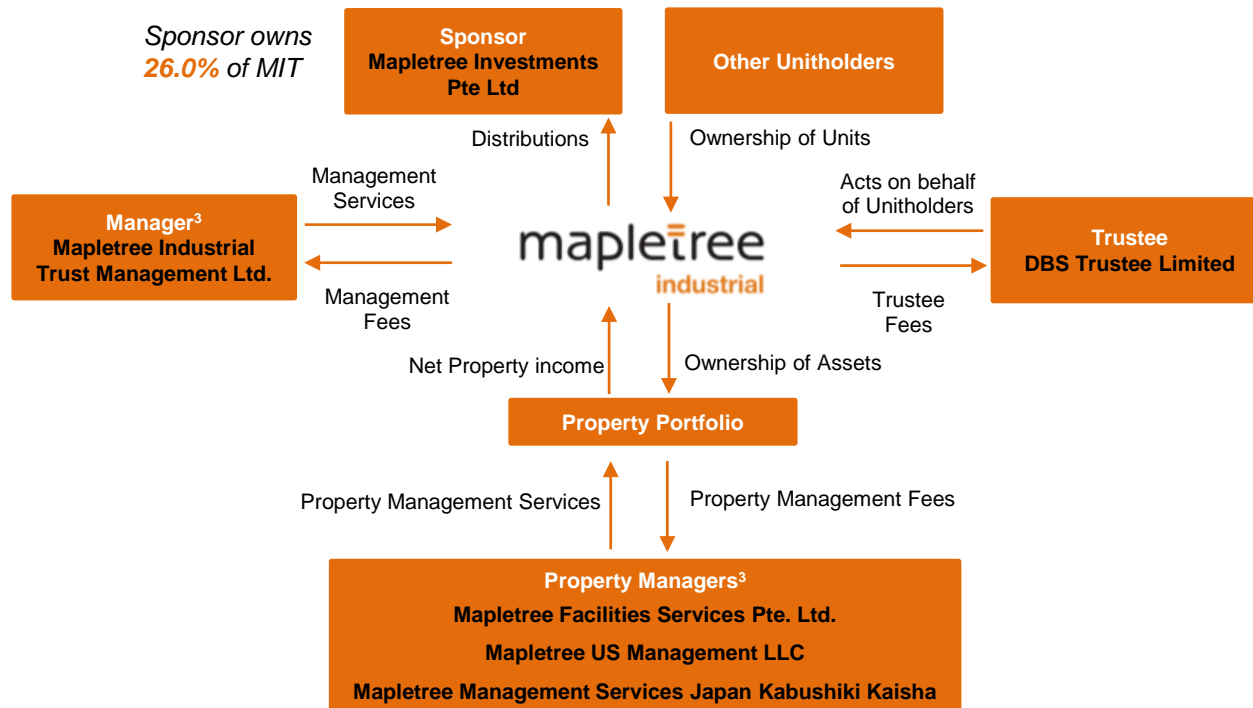 Sponsor owns
26.0% of MIT
Sponsor
Mapletree Investments
Pte Ltd
Other Unitholders
Distributions
Ownership of Units
Management
Services
Acts on behalf
of Unitholders
Manager³
Mapletree Industrial
Trust Management Ltd.
mapletree
industrial
Trustee
DBS Trustee Limited
Management
Fees
Trustee
Fees
Net Property income
Ownership of Assets
Property Portfolio
Property Management Services
Property Management Fees
Property Managers³
Mapletree Facilities Services Pte. Ltd.
Mapletree US Management LLC
Mapletree Management Services Japan Kabushiki Kaisha